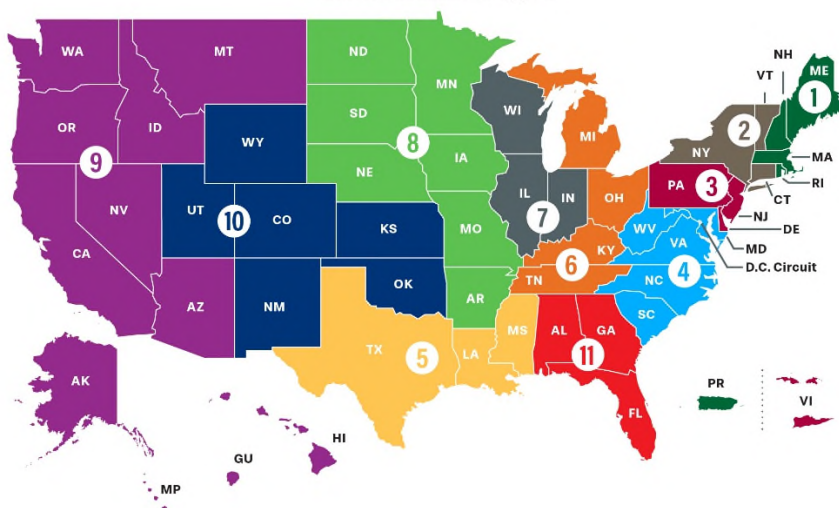 WA
MT
ND
MN
NH
VT
ME
1
OR
ID
SD
WI
MI
2
NY
MA
9
WY
8
RI
NE
IA
PA
3
CT
NV
UT
10
CO
IL
IN
OH
NJ
7
DE
CA
KS
MO
WV
VA
MD
KY
4
D.C. Circuit
6
AZ
NM
OK
AR
TN
NC
SC
TX
5
LA
MS
AL
GA
11
AK
FL
PR
VI
HI
GU
MP